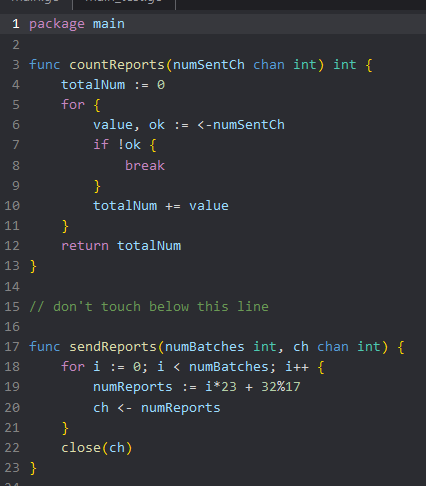 1 package main
2
3 func countReports(numSentCh chan int) int {
4     totalNum := 0
5     for {
6         value, ok := <-numSentCh
7         if !ok {
8             break
9         }
10         totalNum += value
11     }
12     return totalNum
13 }
14
15 // don't touch below this line
16
17 func sendReports(numBatches int, ch chan int) {
18     for i := 0; i < numBatches; i++ {
19         numReports := i*23 + 32%17
20         ch <- numReports
21     }
22     close(ch)
23 }